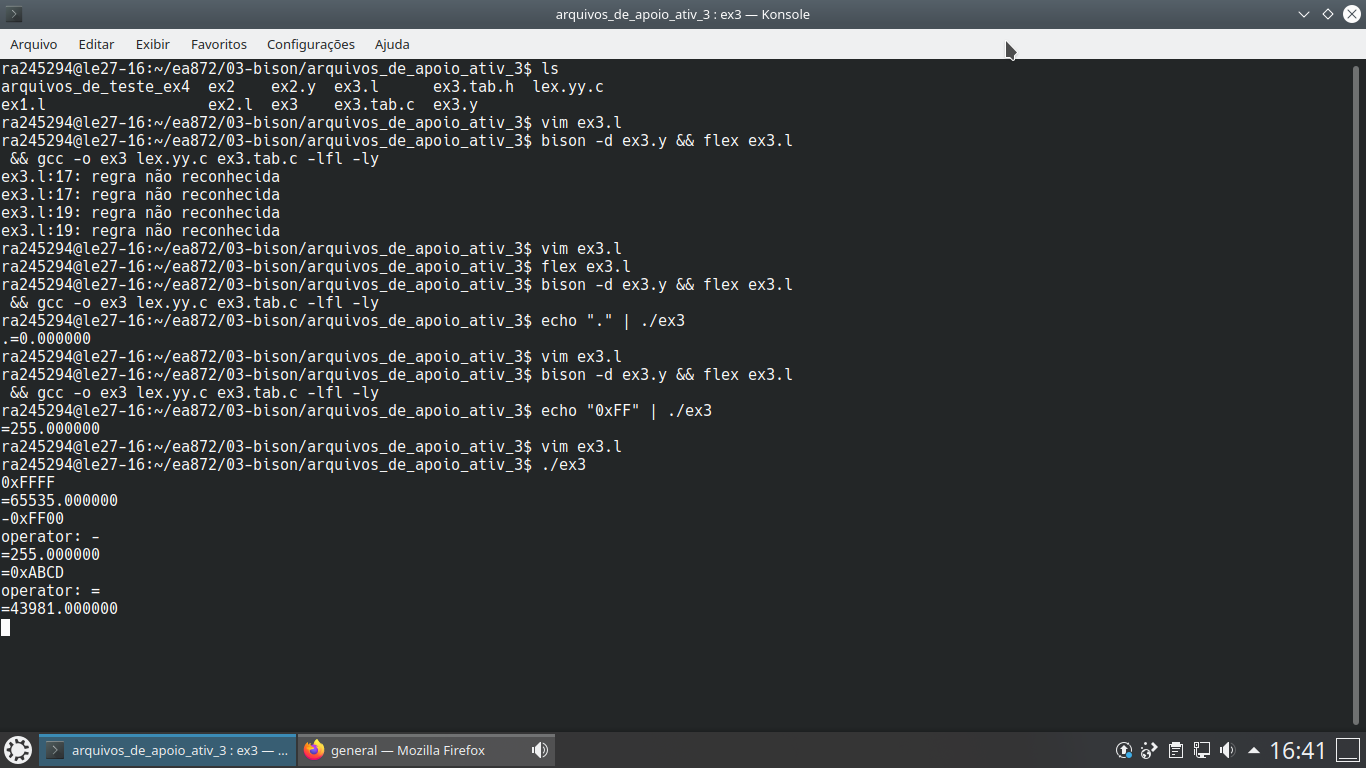 arquivos_de_apoio_ativ_3 : ex3 — Konsole
Arquivo Editar Exibir Favoritos Configurações Ajuda
ra245294@le27-16:~/ea872/03-bison/arquivos_de_apoio_ativ_3$ ls
arquivos_de_teste_ex4  ex2    ex2.y  ex3.l      ex3.tab.h  lex.yy.c
ex1.l                  ex2.l  ex3    ex3.tab.c  ex3.y
ra245294@le27-16:~/ea872/03-bison/arquivos_de_apoio_ativ_3$ vim ex3.l
ra245294@le27-16:~/ea872/03-bison/arquivos_de_apoio_ativ_3$ bison -d ex3.y && flex ex3.l
 && gcc -o ex3 lex.yy.c ex3.tab.c -lfl -ly
ex3.l:17: regra não reconhecida
ex3.l:17: regra não reconhecida
ex3.l:19: regra não reconhecida
ex3.l:19: regra não reconhecida
ra245294@le27-16:~/ea872/03-bison/arquivos_de_apoio_ativ_3$ vim ex3.l
ra245294@le27-16:~/ea872/03-bison/arquivos_de_apoio_ativ_3$ flex ex3.l
ra245294@le27-16:~/ea872/03-bison/arquivos_de_apoio_ativ_3$ bison -d ex3.y && flex ex3.l
 && gcc -o ex3 lex.yy.c ex3.tab.c -lfl -ly
ra245294@le27-16:~/ea872/03-bison/arquivos_de_apoio_ativ_3$ echo "." | ./ex3
.=0.000000
ra245294@le27-16:~/ea872/03-bison/arquivos_de_apoio_ativ_3$ vim ex3.l
ra245294@le27-16:~/ea872/03-bison/arquivos_de_apoio_ativ_3$ bison -d ex3.y && flex ex3.l
 && gcc -o ex3 lex.yy.c ex3.tab.c -lfl -ly
ra245294@le27-16:~/ea872/03-bison/arquivos_de_apoio_ativ_3$ echo "0xFF" | ./ex3
=255.000000
ra245294@le27-16:~/ea872/03-bison/arquivos_de_apoio_ativ_3$ vim ex3.l
ra245294@le27-16:~/ea872/03-bison/arquivos_de_apoio_ativ_3$ ./ex3
0xFFFF
=65535.000000
-0xFF00
operator: -
=255.000000
=0xABCD
operator: =
=43981.000000
arquivos_de_apoio_ativ_3 : ex3 — ...
general — Mozilla Firefox
16:41